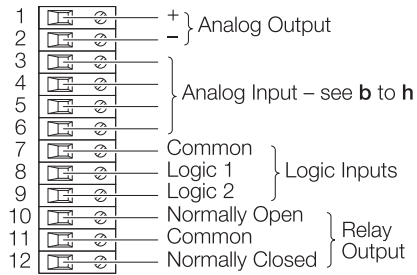 1 +
2 – Analog Output
3
4
5 Analog Input – see b to h
6
7 Common
8 Logic 1 Logic Inputs
9 Logic 2
10 Normally Open
11 Common Relay Output
12 Normally Closed